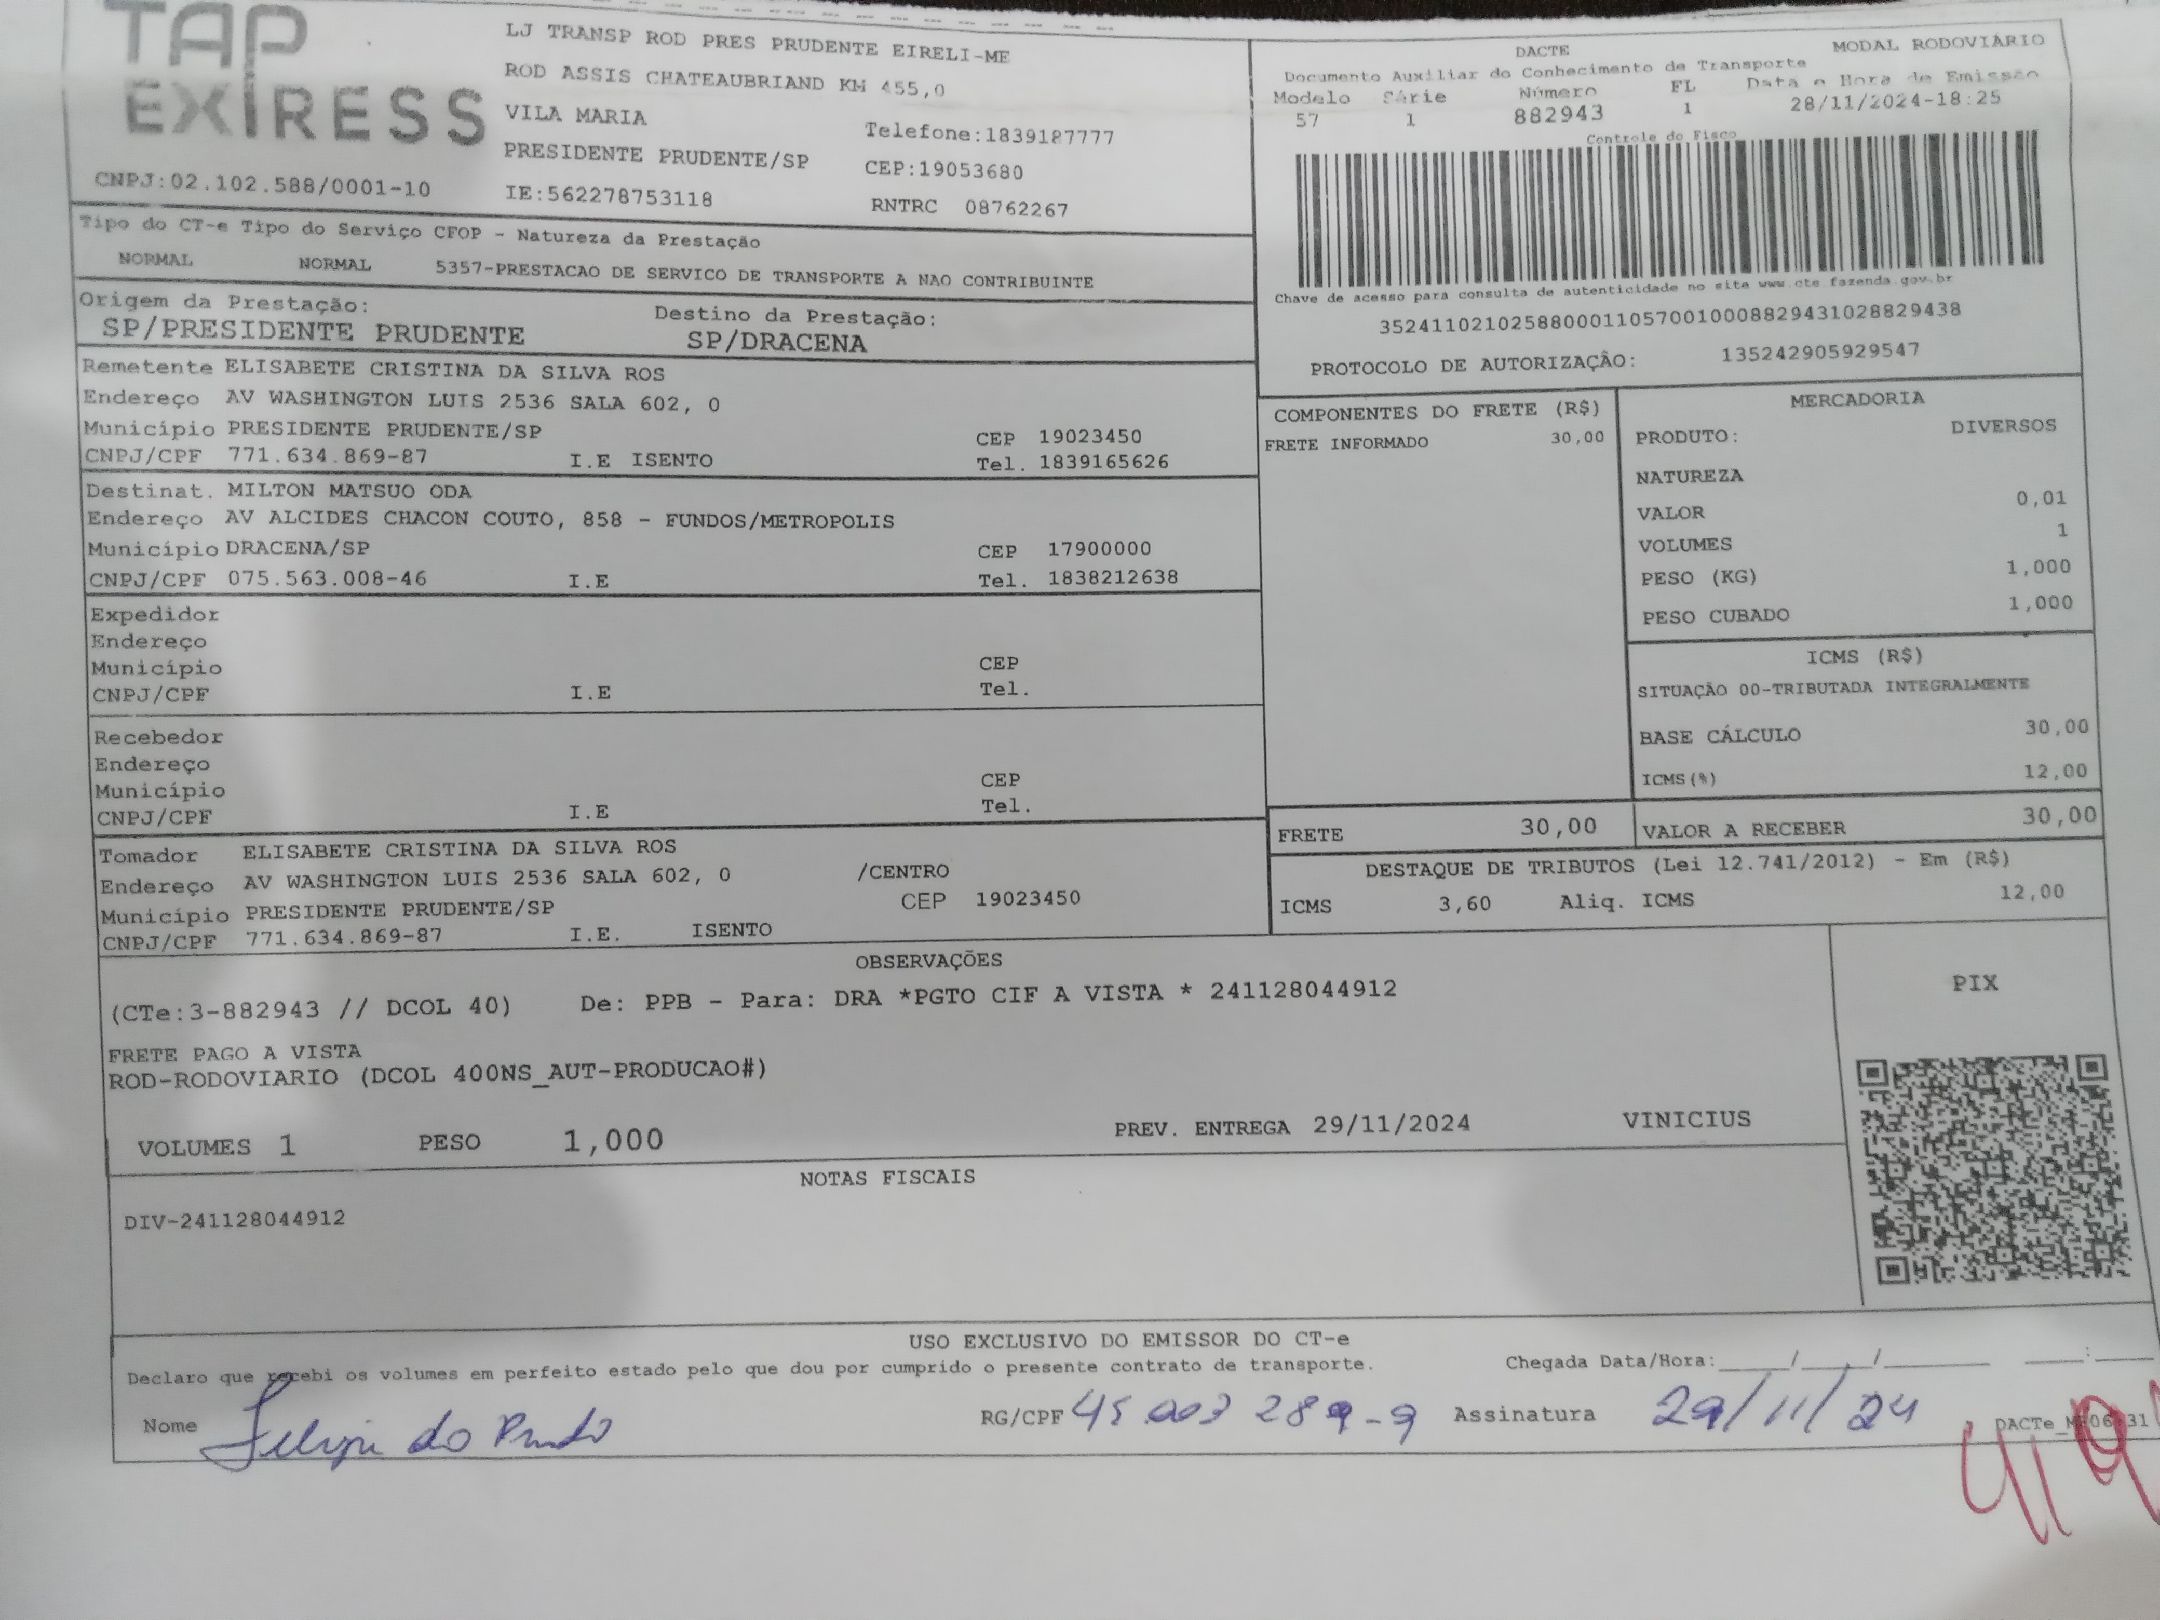 TAP
EXIRESS
CNPJ:02.102.588/0001-10
LJ TRANSP ROD PRES PRUDENTE EIRELI-ME
ROD ASSIS CHATEAUBRIAND KM 455,0
VILA MARIA
Telefone:1839187777
PRESIDENTE PRUDENTE/SP
CEP:19053680
IE:562278753118
RNTRC 08762267
DACTE
MODAL RODOVIÁRIO
Documento Auxiliar do Conhecimento de Transporte
Modelo Série Número FL Data e Hora de Emissão
57 1 882943 1 28/11/2024-18:25
Controle do Fisco
Chave de acesso para consulta de autenticidade no site www.cte.fazenda.gov.br
35241102102588000110570010008829431028829438
PROTOCOLO DE AUTORIZAÇÃO: 135242905929547
Tipo do CT-e Tipo do Serviço CFOP - Natureza da Prestação
NORMAL NORMAL 5357-PRESTACAO DE SERVICO DE TRANSPORTE A NAO CONTRIBUINTE
Origem da Prestação: Destino da Prestação:
SP/PRESIDENTE PRUDENTE SP/DRACENA
Remetente ELISABETE CRISTINA DA SILVA ROS
Endereço AV WASHINGTON LUIS 2536 SALA 602, 0
Município PRESIDENTE PRUDENTE/SP CEP 19023450
CNPJ/CPF 771.634.869-87 I.E ISENTO Tel. 1839165626
Destinat. MILTON MATSUO ODA
Endereço AV ALCIDES CHACON COUTO, 858 - FUNDOS/METROPOLIS
Município DRACENA/SP CEP 17900000
CNPJ/CPF 075.563.008-46 I.E Tel. 1838212638
Expedidor
Endereço
Município CEP
CNPJ/CPF I.E Tel.
Recebedor
Endereço
Município CEP
CNPJ/CPF I.E Tel.
Tomador ELISABETE CRISTINA DA SILVA ROS
Endereço AV WASHINGTON LUIS 2536 SALA 602, 0 /CENTRO
Município PRESIDENTE PRUDENTE/SP CEP 19023450
CNPJ/CPF 771.634.869-87 I.E. ISENTO
COMPONENTES DO FRETE (R$)
FRETE INFORMADO 30,00
MERCADORIA
PRODUTO: DIVERSOS
NATUREZA
VALOR 0,01
VOLUMES 1
PESO (KG) 1,000
PESO CUBADO 1,000
ICMS (R$)
SITUAÇÃO 00-TRIBUTADA INTEGRALMENTE
BASE CÁLCULO 30,00
ICMS(%) 12,00
FRETE 30,00 VALOR A RECEBER 30,00
DESTAQUE DE TRIBUTOS (Lei 12.741/2012) - Em (R$)
ICMS 3,60 Aliq. ICMS 12,00
OBSERVAÇÕES
(CTe:3-882943 // DCOL 40) De: PPB - Para: DRA *PGTO CIF A VISTA * 241128044912
FRETE PAGO A VISTA
ROD-RODOVIARIO (DCOL 400NS_AUT-PRODUCAO#)
VOLUMES 1 PESO 1,000 PREV. ENTREGA 29/11/2024 VINICIUS
PIX
NOTAS FISCAIS
DIV-241128044912
USO EXCLUSIVO DO EMISSOR DO CT-e
Declaro que recebi os volumes em perfeito estado pelo que dou por cumprido o presente contrato de transporte. Chegada Data/Hora:____/____/______ ____:____
Nome Felipe do Prado RG/CPF 45 003 289-9 Assinatura 29/11/24